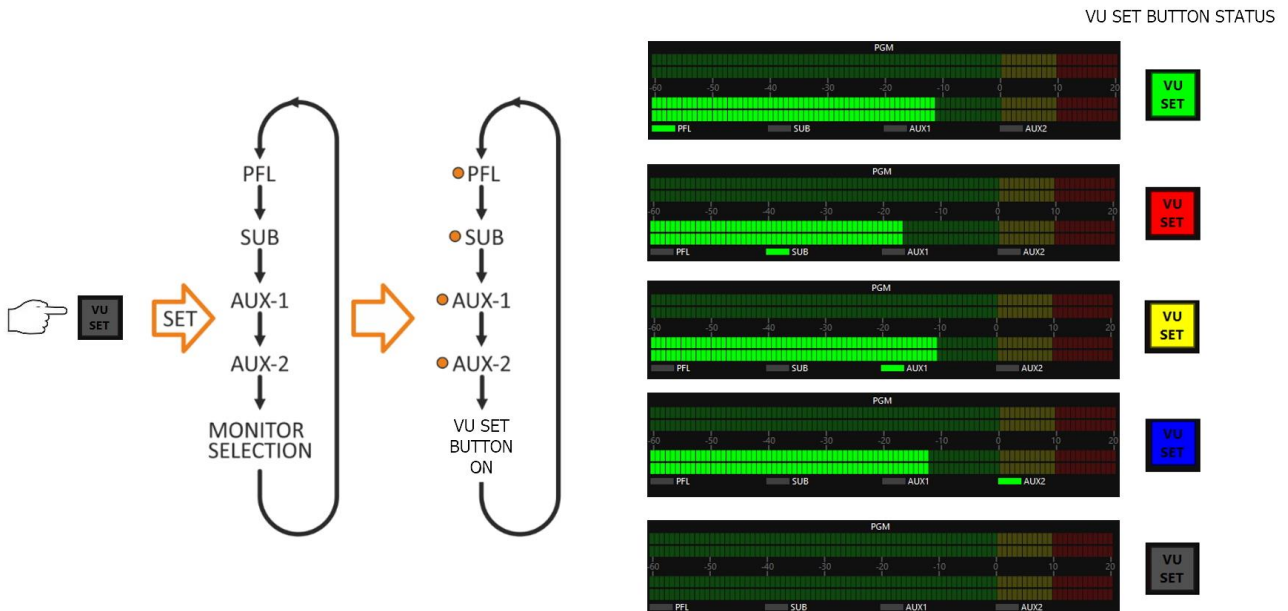 VU SET BUTTON STATUS
VU
SET
SET
PFL
SUB
AUX-1
AUX-2
MONITOR
SELECTION
PFL
SUB
AUX-1
AUX-2
VU SET
BUTTON
ON
PGM
-60 -50 -40 -30 -20 -10 0 10 20
PFL SUB AUX1 AUX2
VU
SET
PGM
-60 -50 -40 -30 -20 -10 0 10 20
PFL SUB AUX1 AUX2
VU
SET
PGM
-60 -50 -40 -30 -20 -10 0 10 20
PFL SUB AUX1 AUX2
VU
SET
PGM
-60 -50 -40 -30 -20 -10 0 10 20
PFL SUB AUX1 AUX2
VU
SET
PGM
-60 -50 -40 -30 -20 -10 0 10 20
PFL SUB AUX1 AUX2
VU
SET